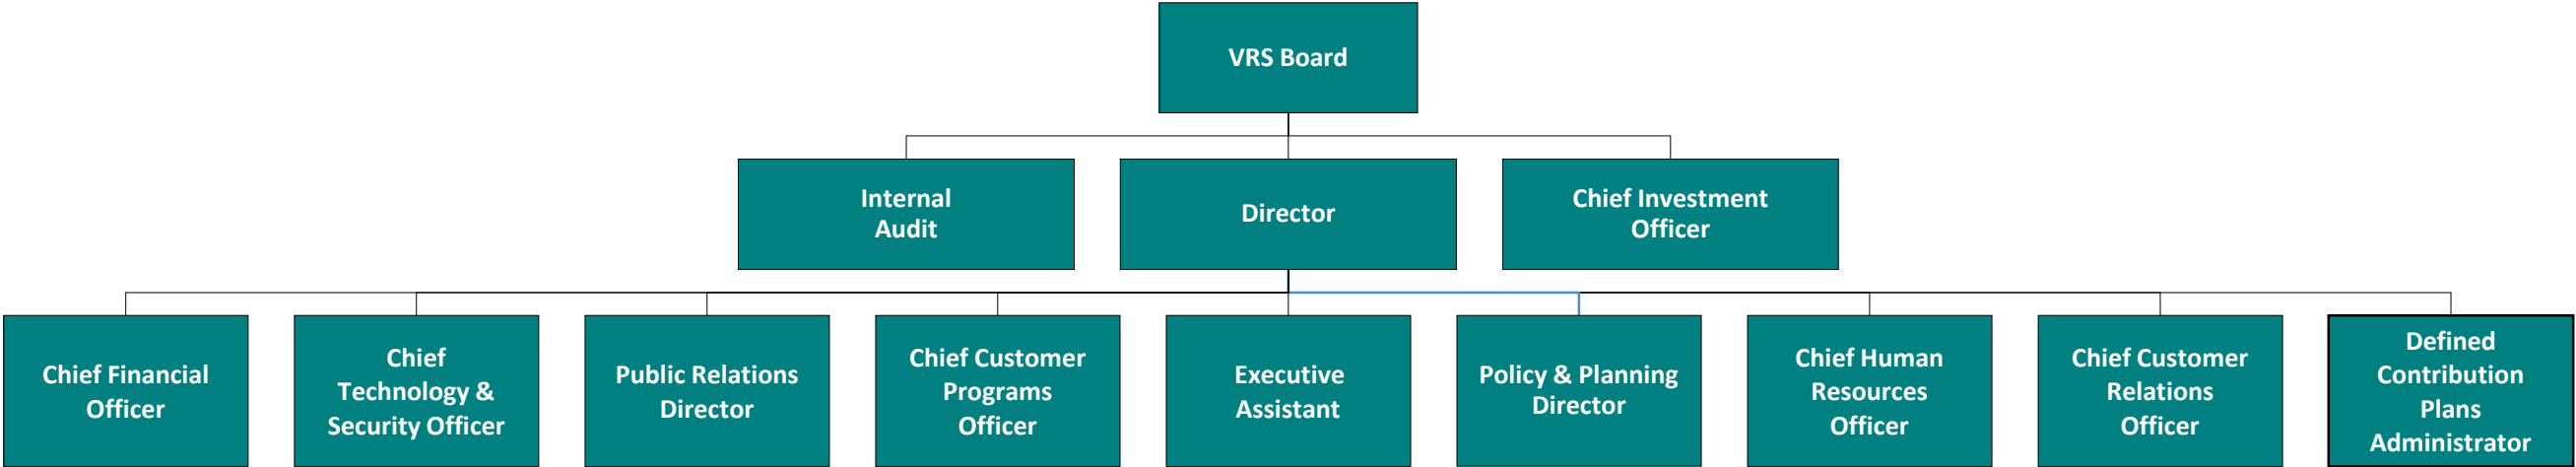 VRS Board
Internal
Audit
Director
Chief Investment
Officer
Chief Financial
Officer
Chief
Technology &
Security Officer
Public Relations
Director
Chief Customer
Programs
Officer
Executive
Assistant
Policy & Planning
Director
Chief Human
Resources
Officer
Chief Customer
Relations
Officer
Defined
Contribution
Plans
Administrator